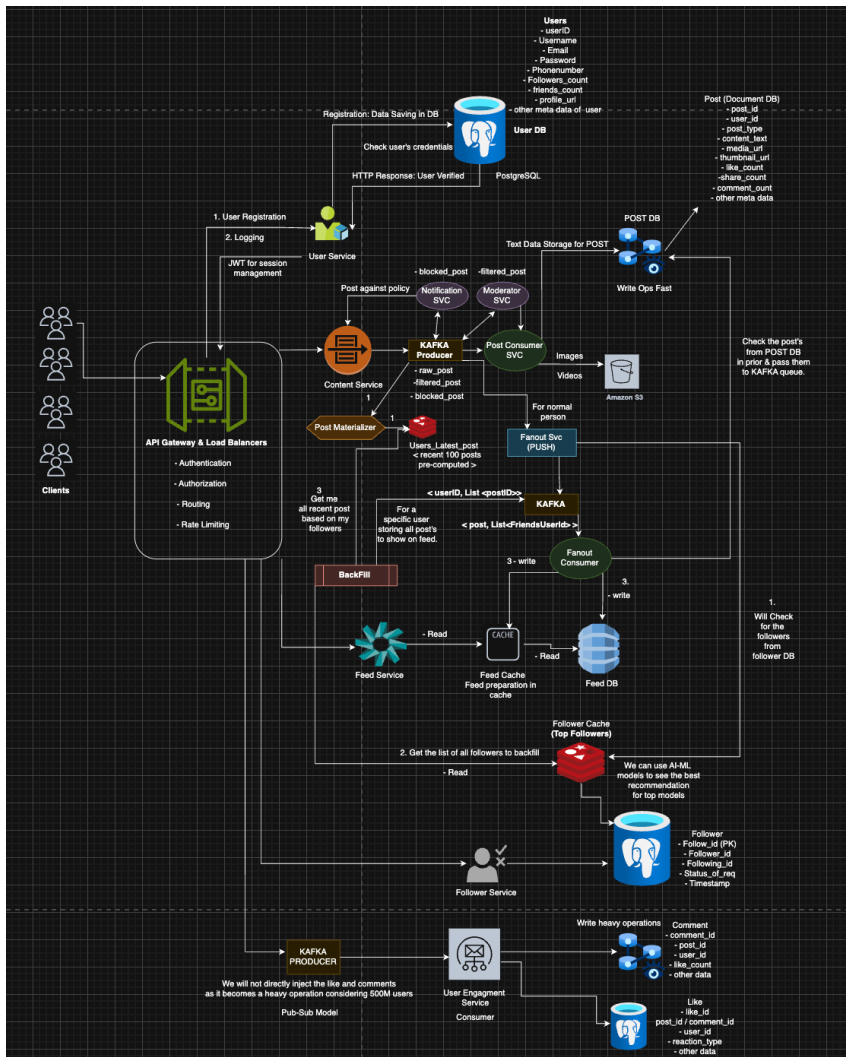 Users
- userID
- Username
- Email
- Password
- Phonenumber
- Followers_count
- friends_count
- profile_url
- other meta data of user
Registration: Data Saving in DB
User DB
Check user's credentials
HTTP Response: User Verified
PostgreSQL
Post (Document DB)
- post_id
- user_id
- post_type
- content_text
- media_url
- thumbnail_url
- like_count
-share_count
- comment_ount
- other meta data
1. User Registration
2. Logging
User Service
JWT for session
management
POST DB
Text Data Storage for POST
Write Ops Fast
- blocked_post
-filtered_post
Post against policy
Notification
SVC
Moderator
SVC
Content Service
KAFKA
Producer
Post Consumer
SVC
Images
Videos
Amazon S3
Check the post's
from POST DB
in prior & pass them
to KAFKA queue.
- raw_post
-filtered_post
- blocked_post
1
1
Post Materializer
Users_Latest_post
< recent 100 posts
pre-computed >
For normal
person
Fanout Svc
(PUSH)
Clients
API Gateway & Load Balancers
- Authentication
- Authorization
- Routing
- Rate Limiting
3
Get me
all recent post
based on my
followers
For a
specific user
storing all post's
to show on feed.
< userID, List <postID>>
KAFKA
< post, List<FriendsUserId> >
BackFill
Fanout
Consumer
3 - write
3.
- write
1.
Will Check
for the
followers
from
follower DB
Feed Service
- Read
CACHE
- Read
Feed Cache
Feed preparation in
cache
Feed DB
Follower Cache
(Top Followers)
2. Get the list of all followers to backfill
- Read
We can use AI-ML
models to see the best
recommendation
for top models
Follower
- Follow_id (PK)
- Follower_id
- Following_id
- Status_of_req
- Timestamp
Follower Service
Write heavy operations
Comment
- comment_id
- post_id
- user_id
- like_count
- other data
KAFKA
PRODUCER
We will not directly inject the like and comments
as it becomes a heavy operation considering 500M users
Pub-Sub Model
User Engagment
Service
Consumer
Like
- like_id
post_id / comment_id
- user_id
- reaction_type
- other data